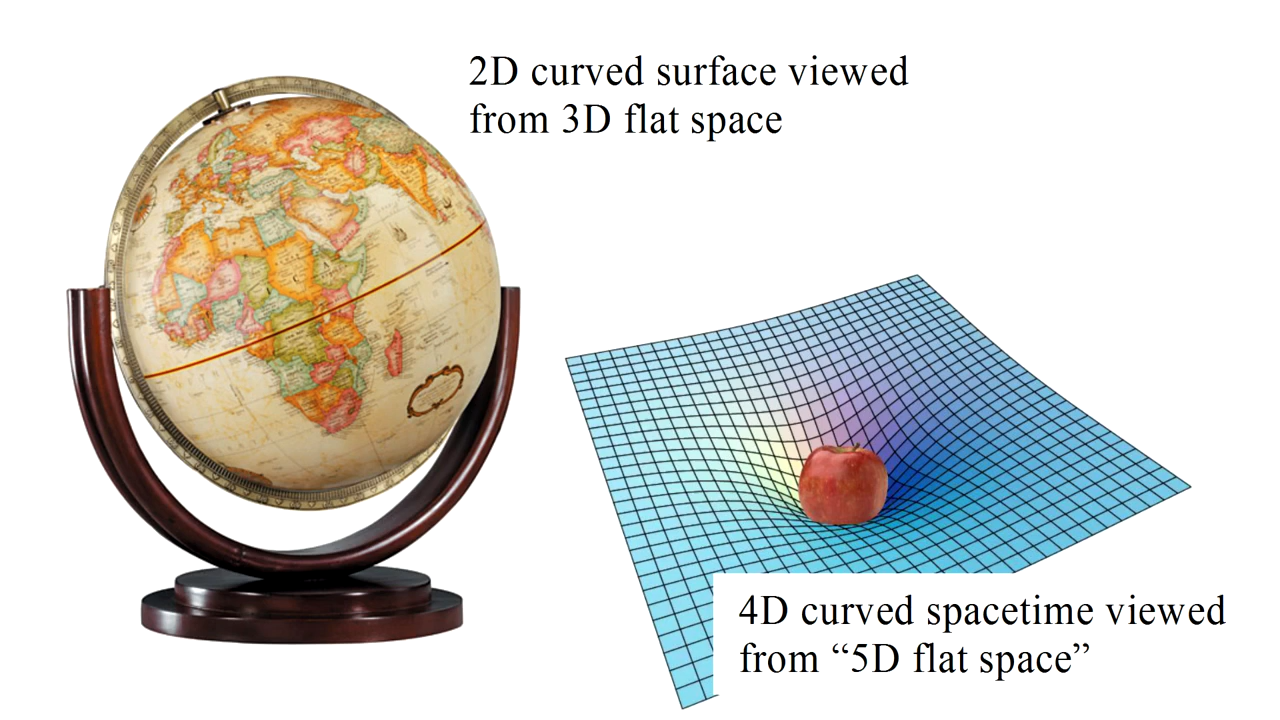 2D curved surface viewed
from 3D flat space
4D curved spacetime viewed
from “5D flat space”